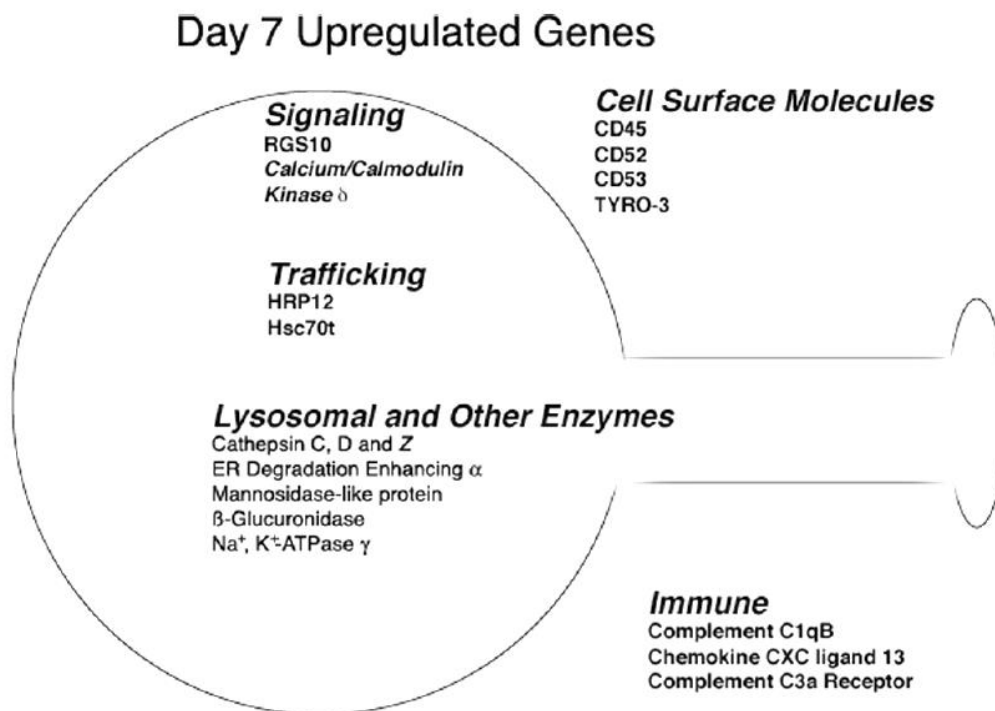 Day 7 Upregulated Genes
Signaling
RGS10
Calcium/Calmodulin
Kinase δ
Cell Surface Molecules
CD45
CD52
CD53
TYRO-3
Trafficking
HRP12
Hsc70t
Lysosomal and Other Enzymes
Cathepsin C, D and Z
ER Degradation Enhancing α
Mannosidase-like protein
ß-Glucuronidase
Na⁺, K⁺-ATPase γ
Immune
Complement C1qB
Chemokine CXC ligand 13
Complement C3a Receptor